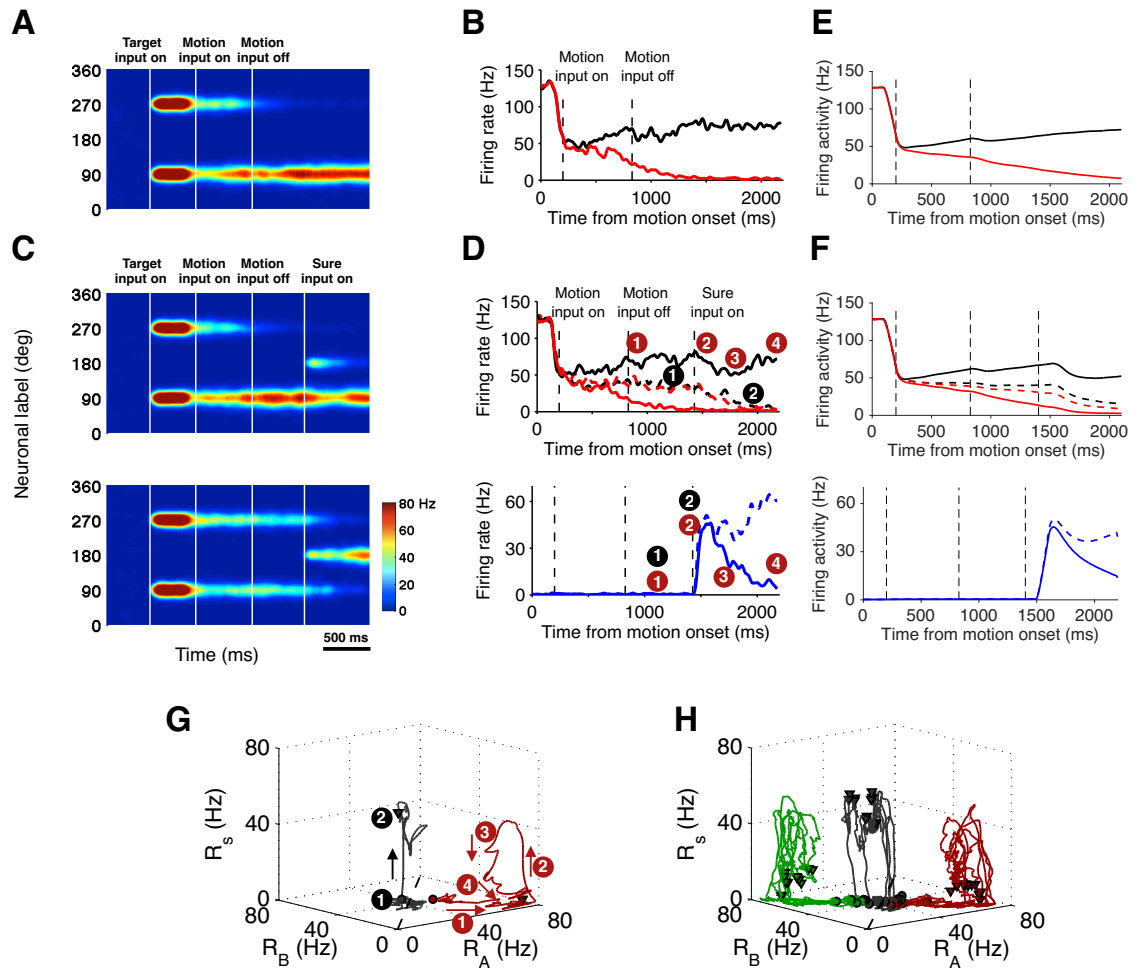 A
Target input on
Motion input on
Motion input off
360
270
180
90
0
B
Motion input on
Motion input off
Firing rate (Hz)
150
100
50
0
0
1000
2000
Time from motion onset (ms)
E
Firing activity (Hz)
150
100
50
0
0
500
1000
1500
2000
Time from motion onset (ms)
C
Target input on
Motion input on
Motion input off
Sure input on
Neuronal label (deg)
360
270
180
90
0
360
270
180
90
0
80 Hz
60
40
20
0
500 ms
Time (ms)
D
Motion input on
Motion input off
Sure input on
Firing rate (Hz)
150
100
50
0
1
2
3
4
1
2
0
1000
2000
Time from motion onset (ms)
Firing rate (Hz)
60
30
0
2
2
1
1
3
4
0
1000
2000
Time from motion onset (ms)
F
Firing activity (Hz)
150
100
50
0
0
500
1000
1500
2000
Time from motion onset (ms)
Firing activity (Hz)
60
30
0
0
500
1000
1500
2000
Time from motion onset (ms)
G
R_s (Hz)
80
40
0
2
1
3
2
4
1
80
40
0
R_B (Hz)
0
40
80
R_A (Hz)
H
R_s (Hz)
80
40
0
80
40
0
R_B (Hz)
0
40
80
R_A (Hz)